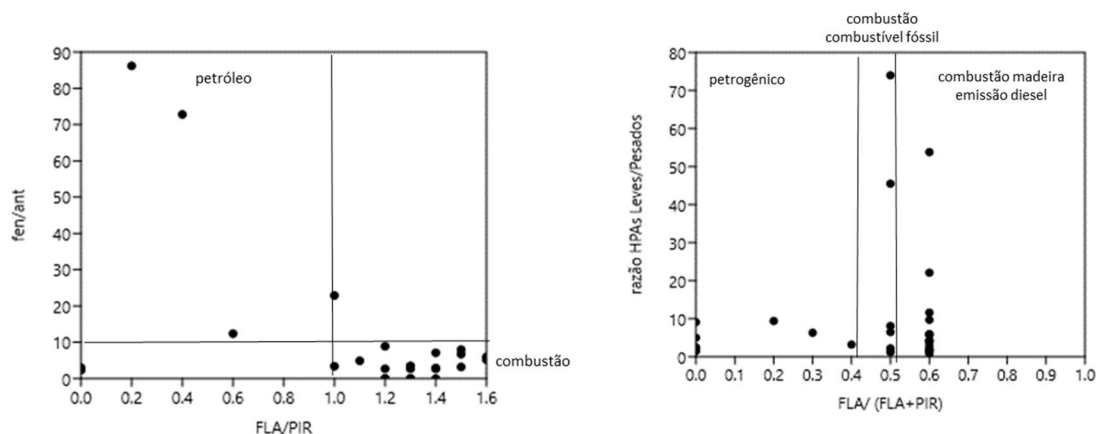 90
80
70
60
50
40
30
20
10
0
fen/ant
petróleo
combustão
0.0 0.2 0.4 0.6 0.8 1.0 1.2 1.4 1.6
FLA/PIR
combustão
combustível fóssil
80
70
60
50
40
30
20
10
0
razão HPAs Leves/Pesados
petrogênico
combustão madeira
emissão diesel
0.0 0.1 0.2 0.3 0.4 0.5 0.6 0.7 0.8 0.9 1.0
FLA/ (FLA+PIR)